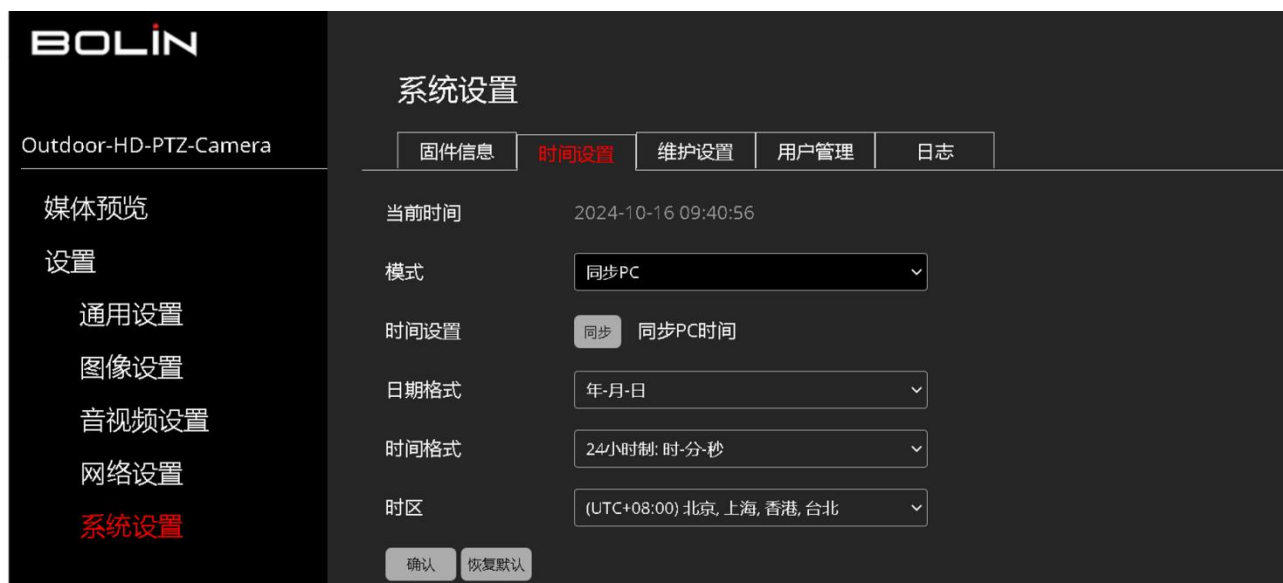 BOLIN
Outdoor-HD-PTZ-Camera
媒体预览
设置
通用设置
图像设置
音视频设置
网络设置
系统设置
系统设置
固件信息 时间设置 维护设置 用户管理 日志
当前时间 2024-10-16 09:40:56
模式 同步PC
时间设置 同步 同步PC时间
日期格式 年-月-日
时间格式 24小时制: 时-分-秒
时区 (UTC+08:00) 北京, 上海, 香港, 台北
确认 恢复默认